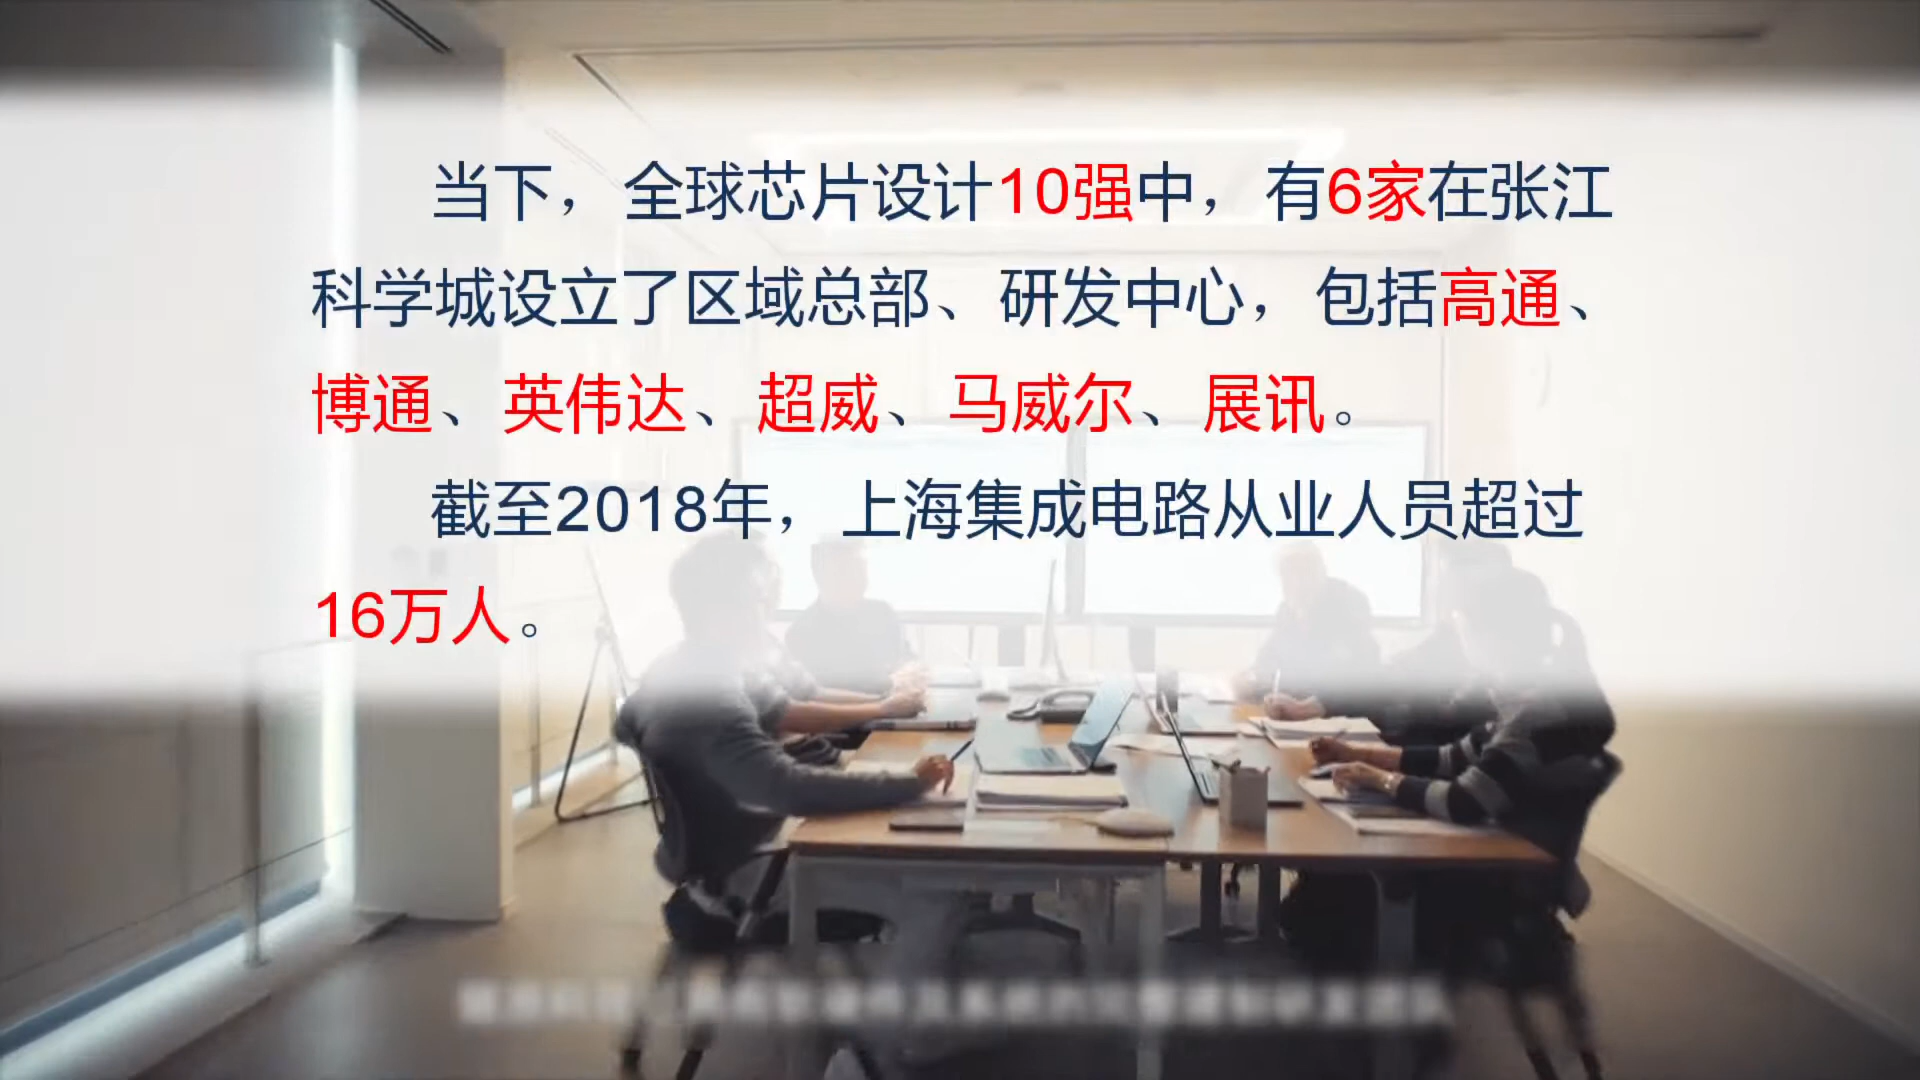 当下，全球芯片设计10强中，有6家在张江
科学城设立了区域总部、研发中心，包括高通、
博通、英伟达、超威、马威尔、展讯。
截至2018年，上海集成电路从业人员超过
16万人。